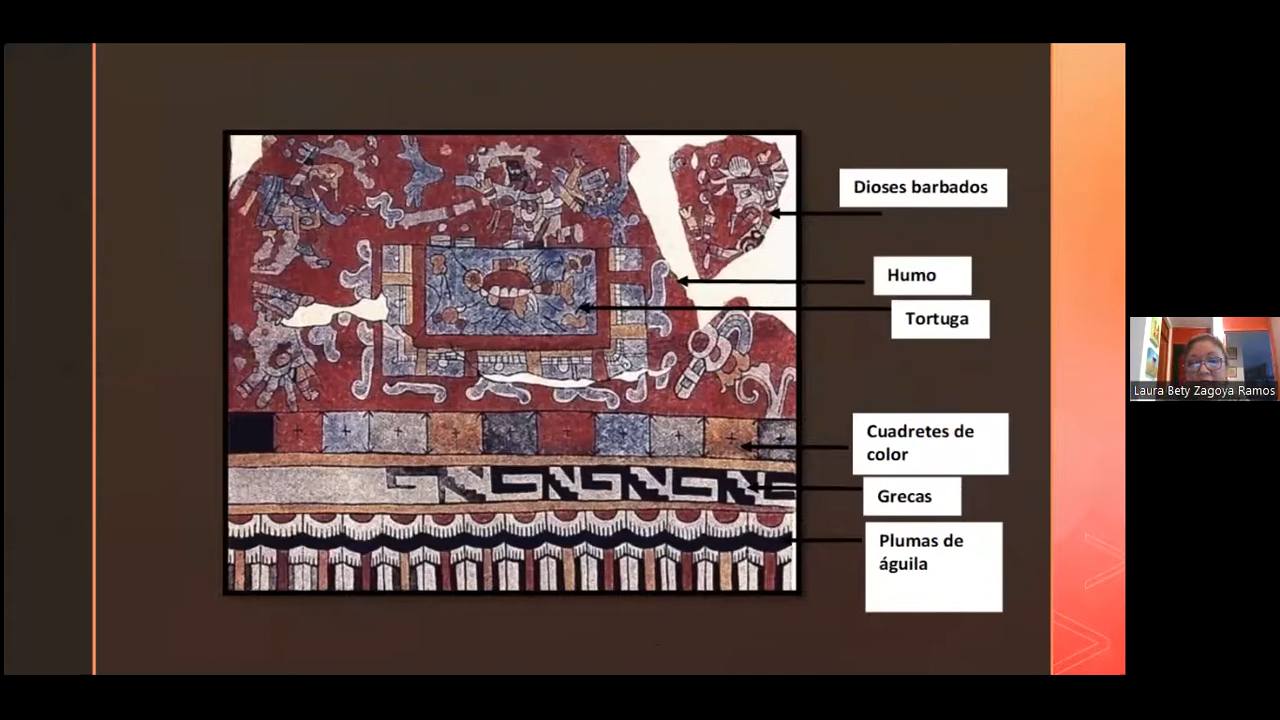 Dioses barbados
Humo
Tortuga
Cuadretes de
color
Grecas
Plumas de
águila
Laura Bety Zagoya Ramos